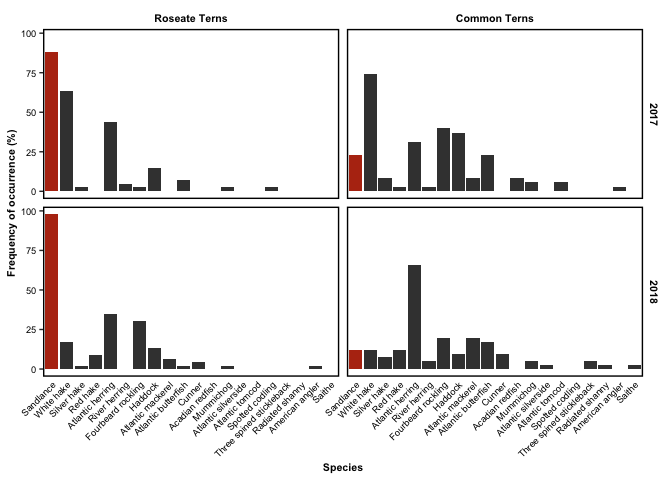 Roseate Terns
Common Terns
Frequency of occurrence (%)
100
75
50
25
0
2017
100
75
50
25
0
2018
Sandlance
White hake
Silver hake
Red hake
Atlantic herring
River herring
Fourbeard rockling
Haddock
Atlantic mackerel
Atlantic butterfish
Cunner
Acadian redfish
Mummichog
Atlantic silverside
Atlantic tomcod
Spotted codling
Three spined stickleback
Radiated shanny
American angler
Saithe
Sandlance
White hake
Silver hake
Red hake
Atlantic herring
River herring
Fourbeard rockling
Haddock
Atlantic mackerel
Atlantic butterfish
Cunner
Acadian redfish
Mummichog
Atlantic silverside
Atlantic tomcod
Spotted codling
Three spined stickleback
Radiated shanny
American angler
Saithe
Species